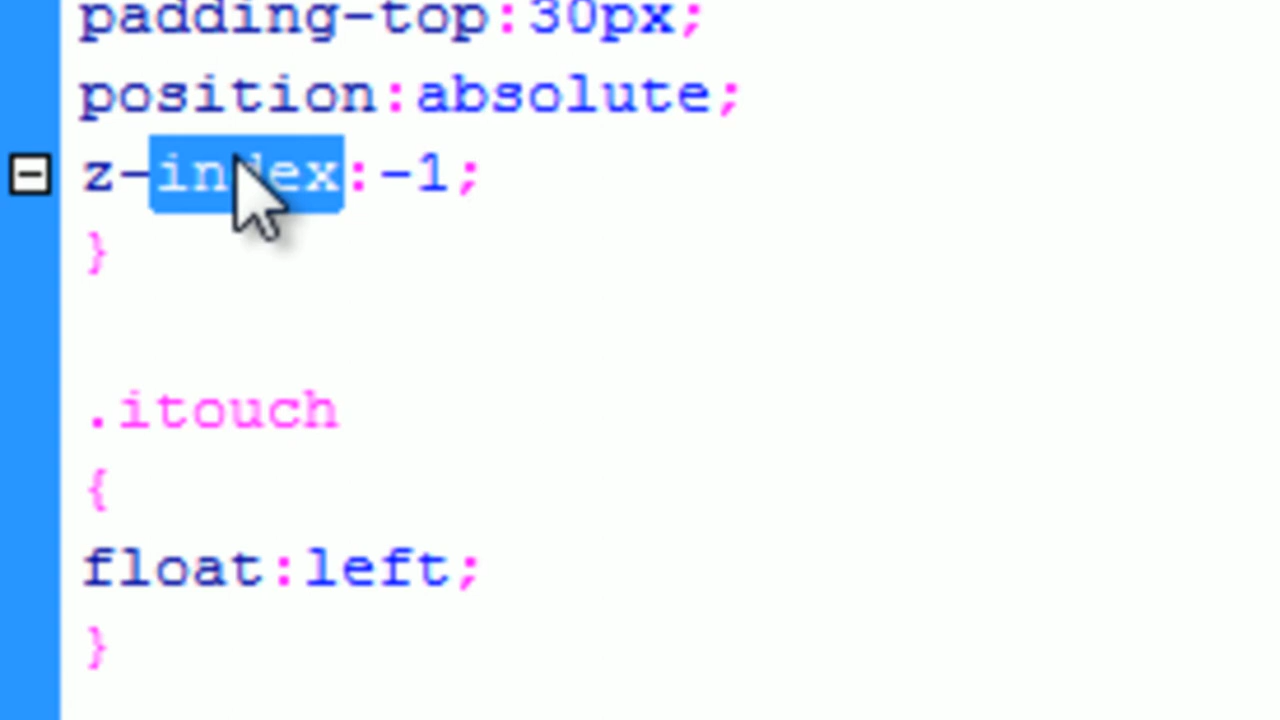 padding-top:30px;
position:absolute;
z-index:-1;
}
.itouch
{
float:left;
}